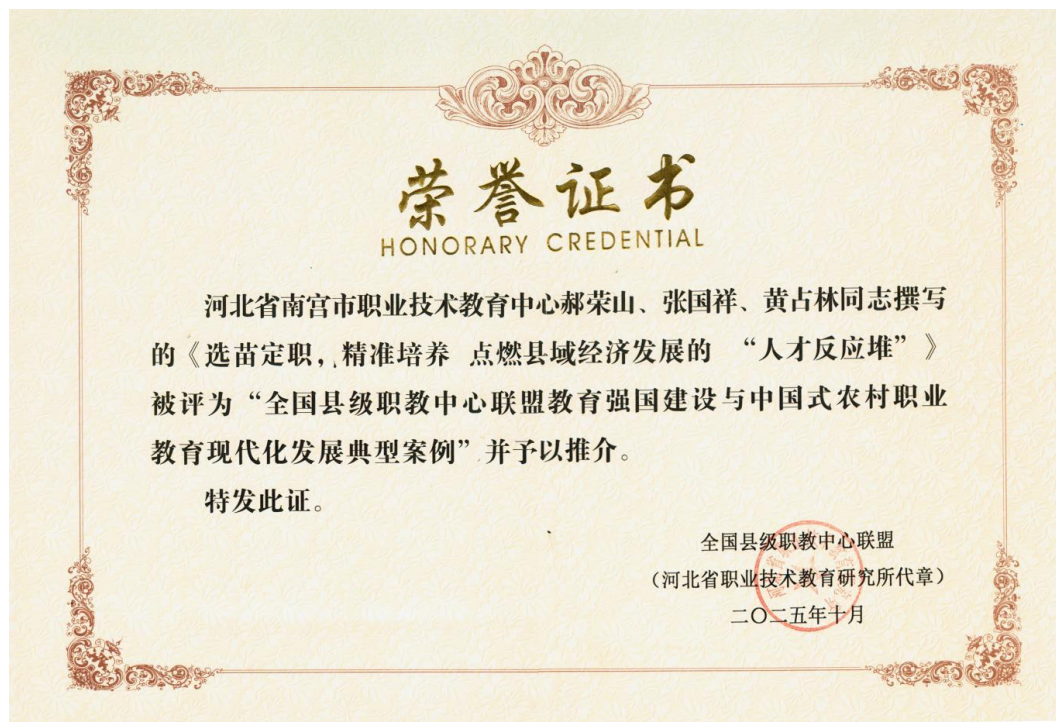 荣誉证书
HONORARY CREDENTIAL
河北省南宫市职业技术教育中心郝荣山、张国祥、黄占林同志撰写
的《选苗定职，精准培养 点燃县域经济发展的 “人才反应堆”》
被评为“全国县级职教中心联盟教育强国建设与中国式农村职业
教育现代化发展典型案例”并予以推介。
特发此证。
全国县级职教中心联盟
（河北省职业技术教育研究所代章）
二〇二五年十月